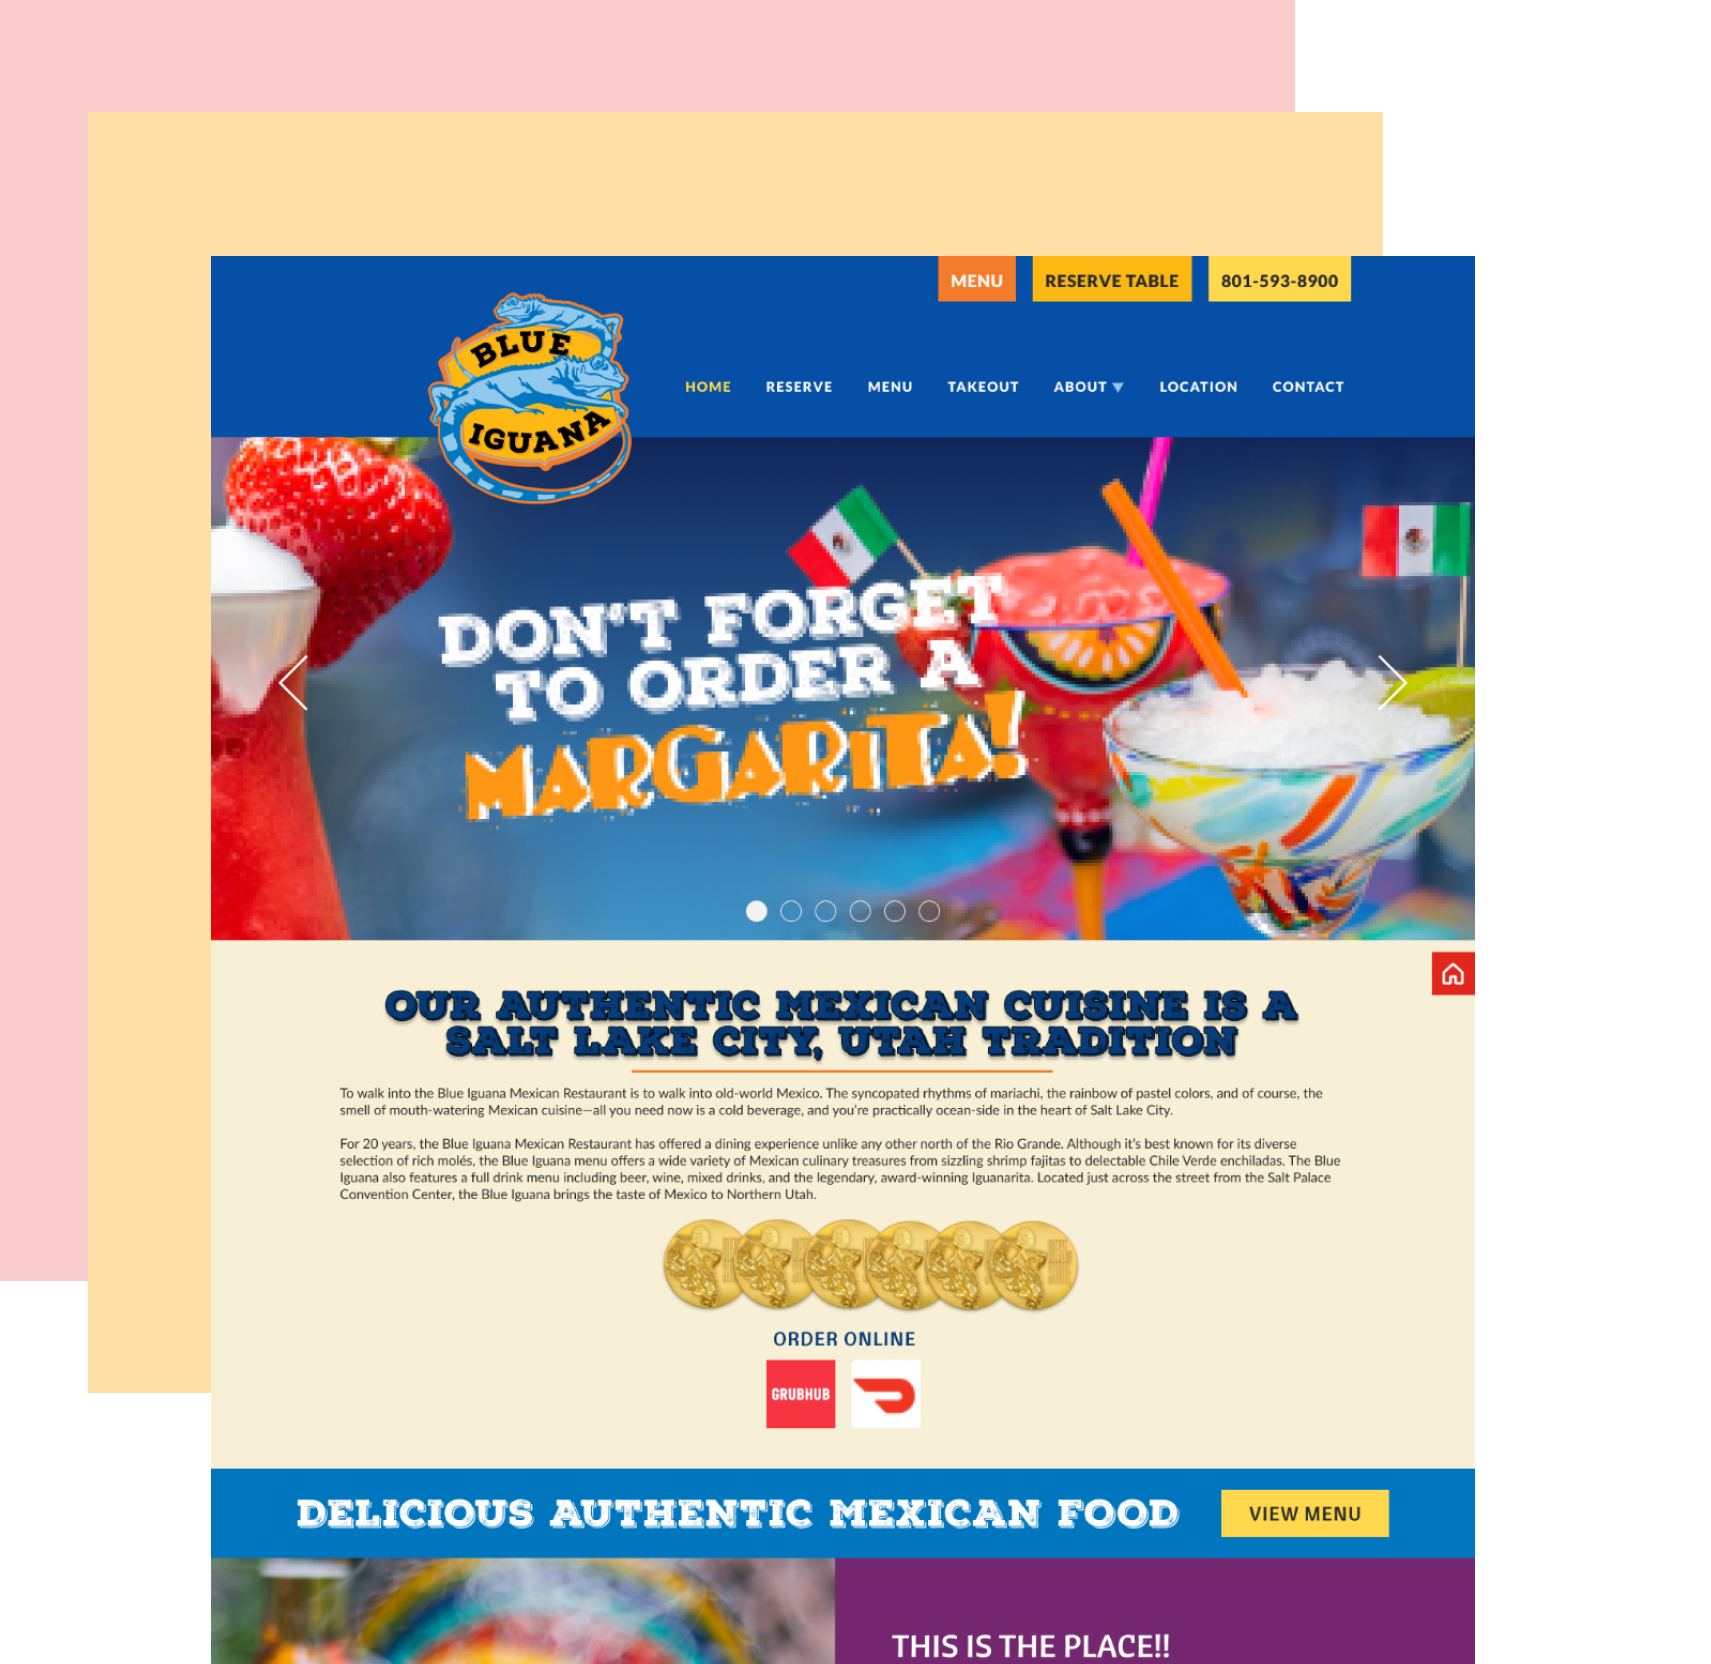 MENU
RESERVE TABLE
801-593-8900
BLUE
IGUANA
HOME
RESERVE
MENU
TAKEOUT
ABOUT
LOCATION
CONTACT
DON'T FORGET
TO ORDER A
MARGARITA!
OUR AUTHENTIC MEXICAN CUISINE IS A
SALT LAKE CITY, UTAH TRADITION
To walk into the Blue Iguana Mexican Restaurant is to walk into old-world Mexico. The syncopated rhythms of mariachi, the rainbow of pastel colors, and of course, the
smell of mouth-watering Mexican cuisine—all you need now is a cold beverage, and you're practically ocean-side in the heart of Salt Lake City.
For 20 years, the Blue Iguana Mexican Restaurant has offered a dining experience unlike any other north of the Rio Grande. Although it's best known for its diverse
selection of rich molés, the Blue Iguana menu offers a wide variety of Mexican culinary treasures from sizzling shrimp fajitas to delectable Chile Verde enchiladas. The Blue
Iguana also features a full drink menu including beer, wine, mixed drinks, and the legendary, award-winning Iguanarita. Located just across the street from the Salt Palace
Convention Center, the Blue Iguana brings the taste of Mexico to Northern Utah.
ORDER ONLINE
GRUBHUB
DELICIOUS AUTHENTIC MEXICAN FOOD
VIEW MENU
THIS IS THE PLACE!!